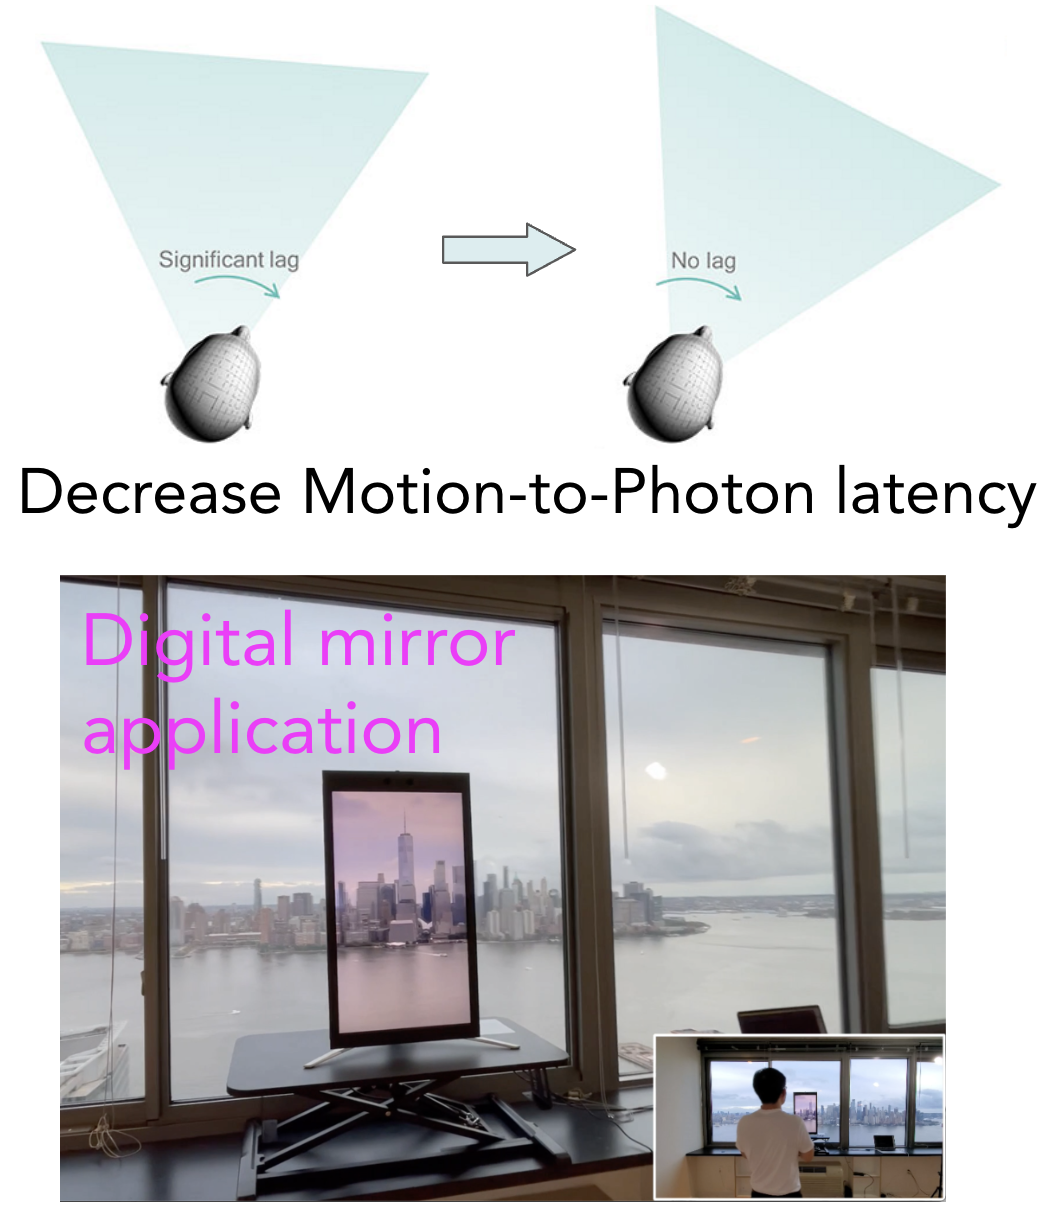 Significant lag
No lag
Decrease Motion-to-Photon latency
Digital mirror
application